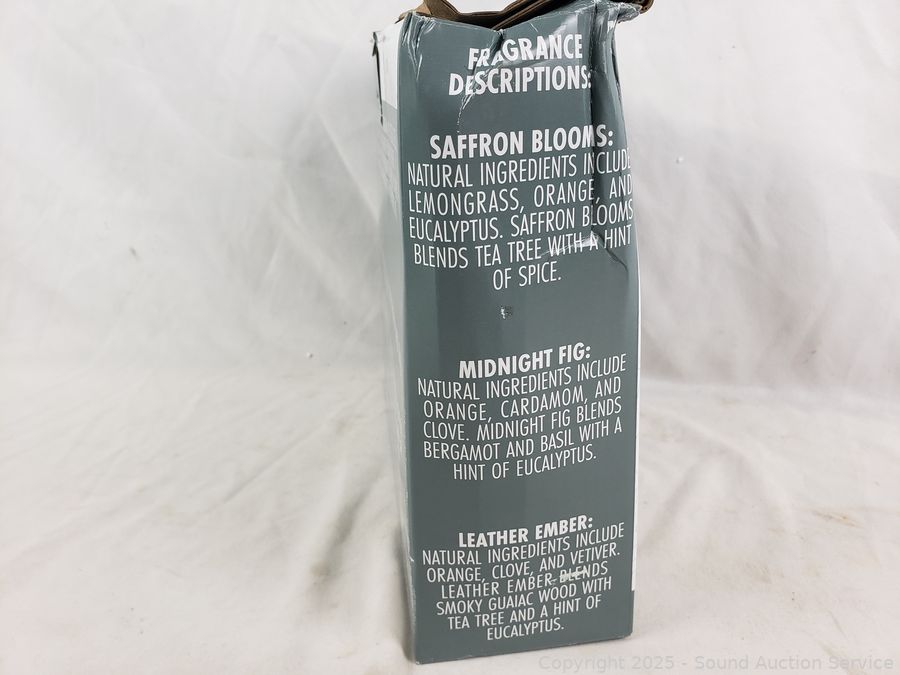 FRAGRANCE
DESCRIPTIONS:
SAFFRON BLOOMS:
NATURAL INGREDIENTS INCLUDE
LEMONGRASS, ORANGE, AND
EUCALYPTUS. SAFFRON BLOOMS
BLENDS TEA TREE WITH A HINT
OF SPICE.
MIDNIGHT FIG:
NATURAL INGREDIENTS INCLUDE
ORANGE, CARDAMOM, AND
CLOVE. MIDNIGHT FIG BLENDS
BERGAMOT AND BASIL WITH A
HINT OF EUCALYPTUS.
LEATHER EMBER:
NATURAL INGREDIENTS INCLUDE
ORANGE, CLOVE, AND VETIVER.
LEATHER EMBER BLENDS
SMOKY GUAIAC WOOD WITH
TEA TREE AND A HINT OF
EUCALYPTUS.
Copyright 2025 - Sound Auction Service